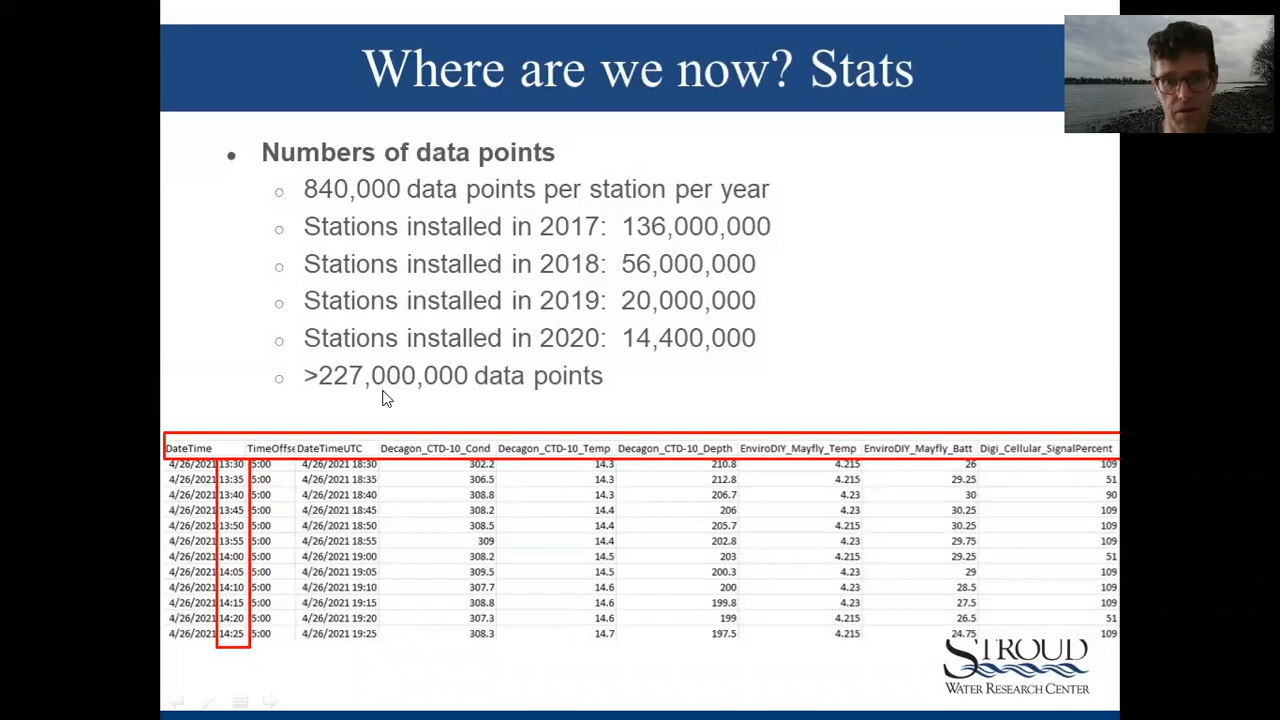 Where are we now? Stats
● Numbers of data points
○ 840,000 data points per station per year
○ Stations installed in 2017: 136,000,000
○ Stations installed in 2018: 56,000,000
○ Stations installed in 2019: 20,000,000
○ Stations installed in 2020: 14,400,000
○ >227,000,000 data points
DateTime TimeOffse DateTimeUTC Decagon_CTD-10_Cond Decagon_CTD-10_Temp Decagon_CTD-10_Depth EnviroDIY_Mayfly_Temp EnviroDIY_Mayfly_Batt Digi_Cellular_SignalPercent
4/26/2021 13:30 5:00 4/26/2021 18:30 302.2 14.3 210.8 4.215 26 109
4/26/2021 13:35 5:00 4/26/2021 18:35 306.5 14.3 212.8 4.215 29.25 51
4/26/2021 13:40 5:00 4/26/2021 18:40 308.8 14.3 206.7 4.23 30 90
4/26/2021 13:45 5:00 4/26/2021 18:45 308.2 14.4 206 4.215 30.25 109
4/26/2021 13:50 5:00 4/26/2021 18:50 308.5 14.4 205.7 4.215 30.25 109
4/26/2021 13:55 5:00 4/26/2021 18:55 309 14.4 202.8 4.23 29.75 109
4/26/2021 14:00 5:00 4/26/2021 19:00 308.2 14.5 203 4.215 29.25 51
4/26/2021 14:05 5:00 4/26/2021 19:05 309.5 14.6 200.3 4.23 29 109
4/26/2021 14:10 5:00 4/26/2021 19:10 307.7 14.6 200 4.23 28.5 109
4/26/2021 14:15 5:00 4/26/2021 19:15 308.8 14.6 199.8 4.23 27.5 109
4/26/2021 14:20 5:00 4/26/2021 19:20 307.3 14.6 199 4.215 26.5 51
4/26/2021 14:25 5:00 4/26/2021 19:25 308.3 14.7 197.5 4.215 24.75 109
STROUD
WATER RESEARCH CENTER